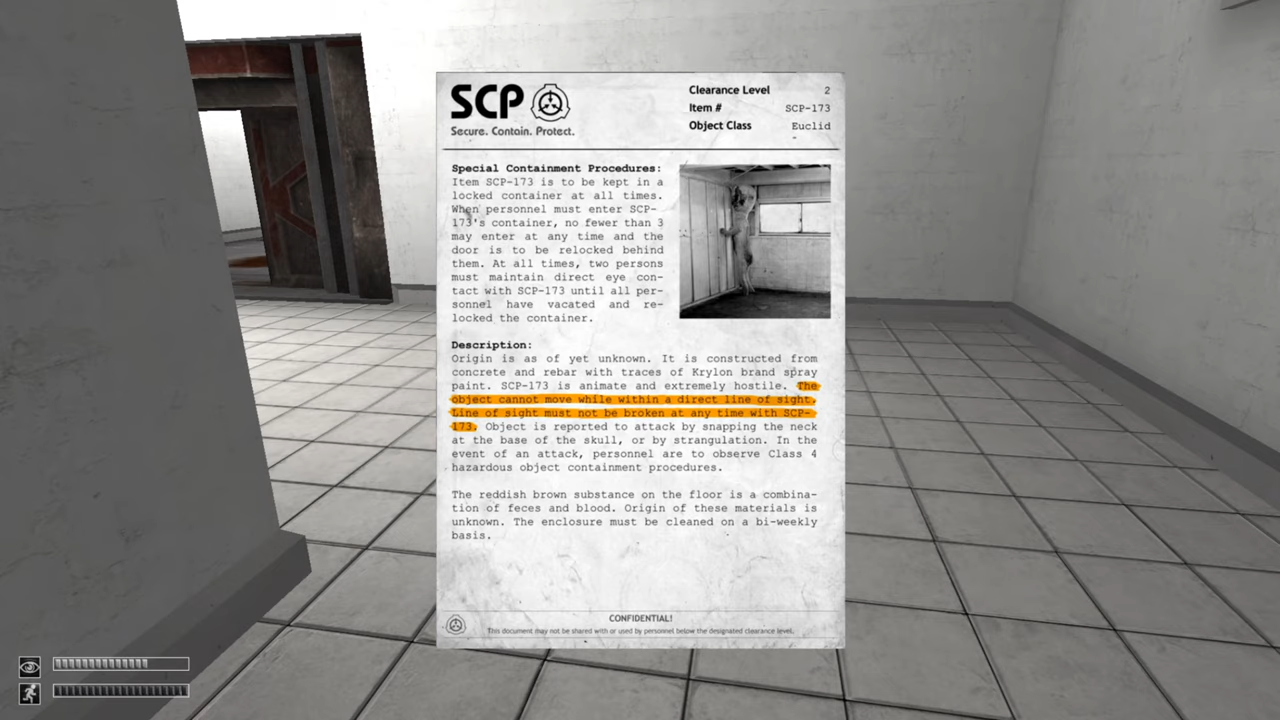 SCP
Secure. Contain. Protect.
Clearance Level 2
Item # SCP-173
Object Class Euclid
-
Special Containment Procedures:
Item SCP-173 is to be kept in a
locked container at all times.
When personnel must enter SCP-
173's container, no fewer than 3
may enter at any time and the
door is to be relocked behind
them. At all times, two persons
must maintain direct eye con-
tact with SCP-173 until all per-
sonnel have vacated and re-
locked the container.
Description:
Origin is as of yet unknown. It is constructed from
concrete and rebar with traces of Krylon brand spray
paint. SCP-173 is animate and extremely hostile. The
object cannot move while within a direct line of sight.
Line of sight must not be broken at any time with SCP-
173. Object is reported to attack by snapping the neck
at the base of the skull, or by strangulation. In the
event of an attack, personnel are to observe Class 4
hazardous object containment procedures.
The reddish brown substance on the floor is a combina-
tion of feces and blood. Origin of these materials is
unknown. The enclosure must be cleaned on a bi-weekly
basis.
CONFIDENTIAL!
This document may not be shared with or used by personnel below the designated clearance level.